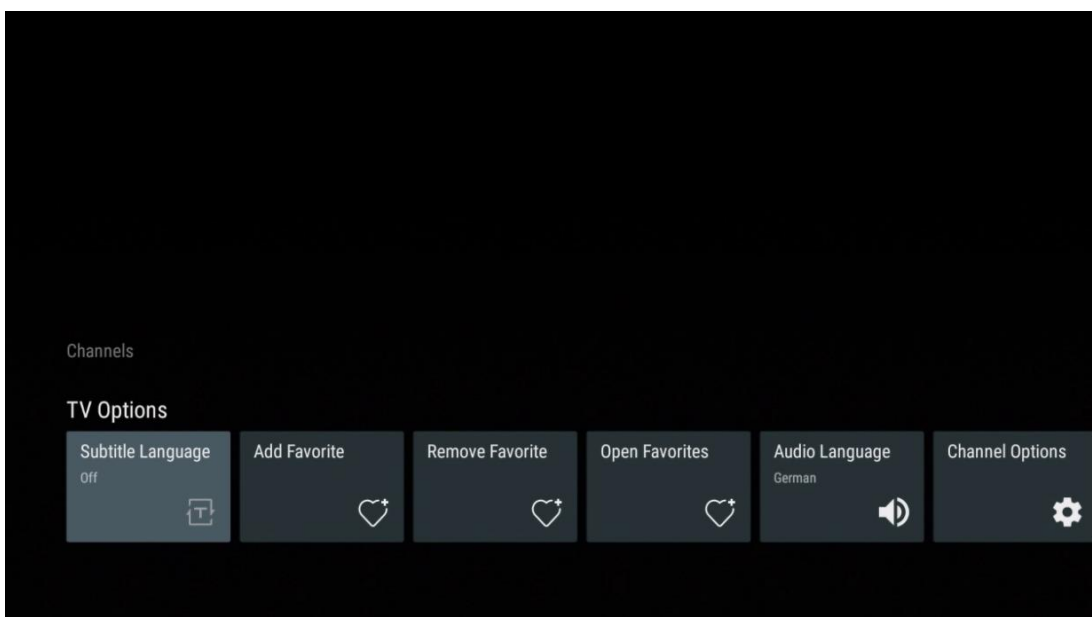 Channels
TV Options
Subtitle Language
Off
Add Favorite
Remove Favorite
Open Favorites
Audio Language
German
Channel Options